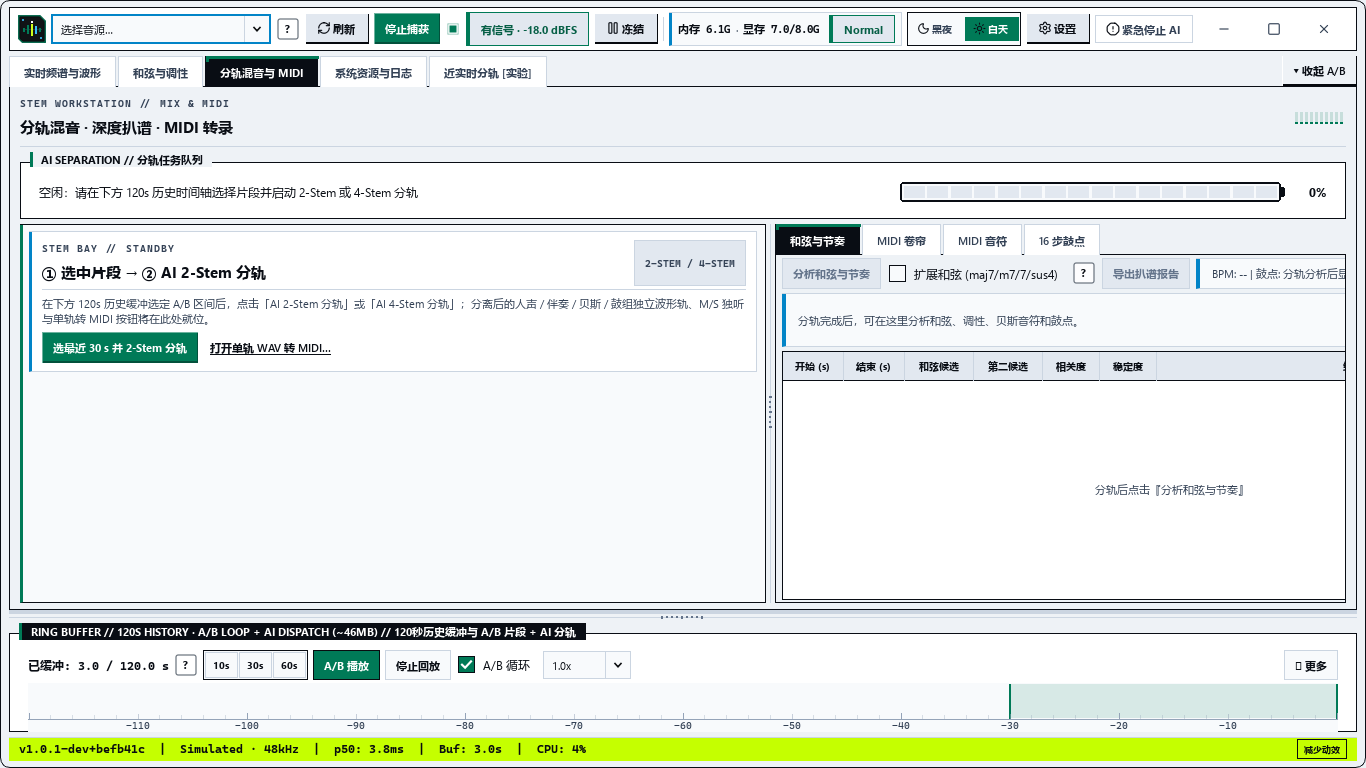 选择音源... ? 刷新 停止捕获 有信号 · -18.0 dBFS 冻结 内存 6.1G · 显存 7.0/8.0G Normal 黑夜 白天 设置 紧急停止 AI
实时频谱与波形 和弦与调性 分轨混音与 MIDI 系统资源与日志 近实时分轨 [实验] 收起 A/B
STEM WORKSTATION // MIX & MIDI
分轨混音 · 深度扒谱 · MIDI 转录
AI SEPARATION // 分轨任务队列
空闲：请在下方 120s 历史时间轴选择片段并启动 2-Stem 或 4-Stem 分轨 0%
STEM BAY // STANDBY
① 选中片段 → ② AI 2-Stem 分轨
2-STEM / 4-STEM
在下方 120s 历史缓冲选定 A/B 区间后，点击「AI 2-Stem 分轨」或「AI 4-Stem 分轨」；分离后的人声 / 伴奏 / 贝斯 / 鼓组独立波形轨、M/S 独听
与单轨转 MIDI 按钮将在此处就位。
选最近 30 s 并 2-Stem 分轨 打开单轨 WAV 转 MIDI...
和弦与节奏 MIDI 卷帘 MIDI 音符 16 步鼓点
分析和弦与节奏 扩展和弦 (maj7/m7/7/sus4) ? 导出扒谱报告 BPM: -- | 鼓点: 分轨分析后
分轨完成后，可在这里分析和弦、调性、贝斯音符和鼓点。
开始 (s) 结束 (s) 和弦候选 第二候选 相关度 稳定度
分轨后点击『分析和弦与节奏』
RING BUFFER // 120S HISTORY · A/B LOOP + AI DISPATCH (~46MB) // 120秒历史缓冲与 A/B 片段 + AI 分轨
已缓冲: 3.0 / 120.0 s ? 10s 30s 60s A/B 播放 停止回放 A/B 循环 1.0x 更多
-110 -100 -90 -80 -70 -60 -50 -40 -30 -20 -10
v1.0.1-dev+befb41c | Simulated · 48kHz | p50: 3.8ms | Buf: 3.0s | CPU: 4% 减少动效